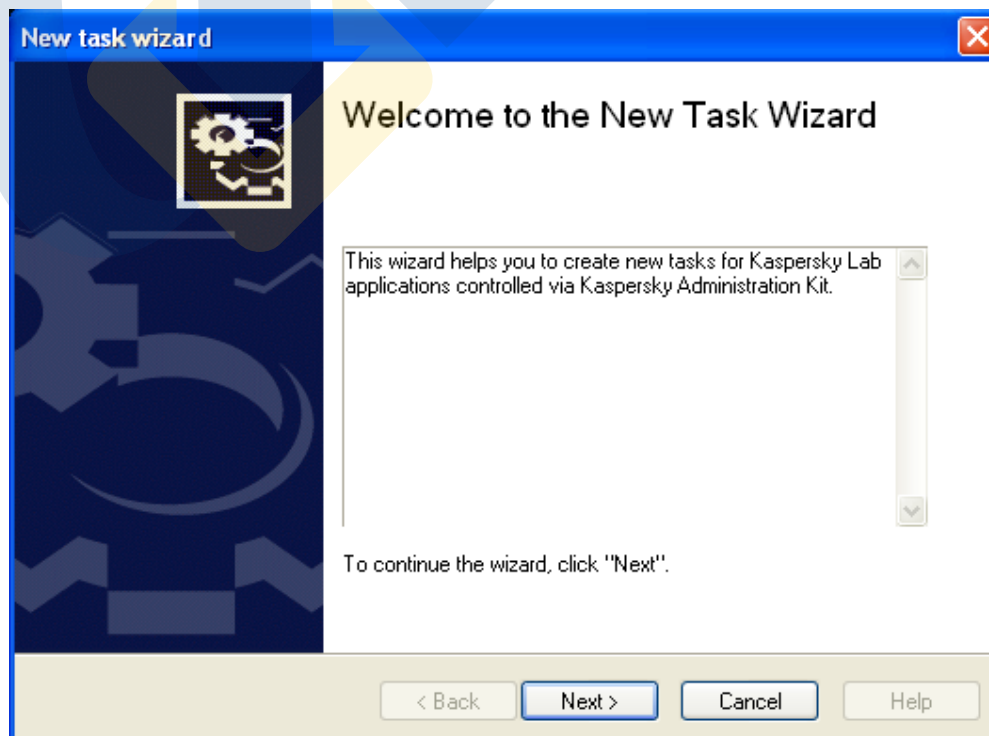 New task wizard
Welcome to the New Task Wizard
This wizard helps you to create new tasks for Kaspersky Lab
applications controlled via Kaspersky Administration Kit.
To continue the wizard, click "Next".
< Back Next > Cancel Help